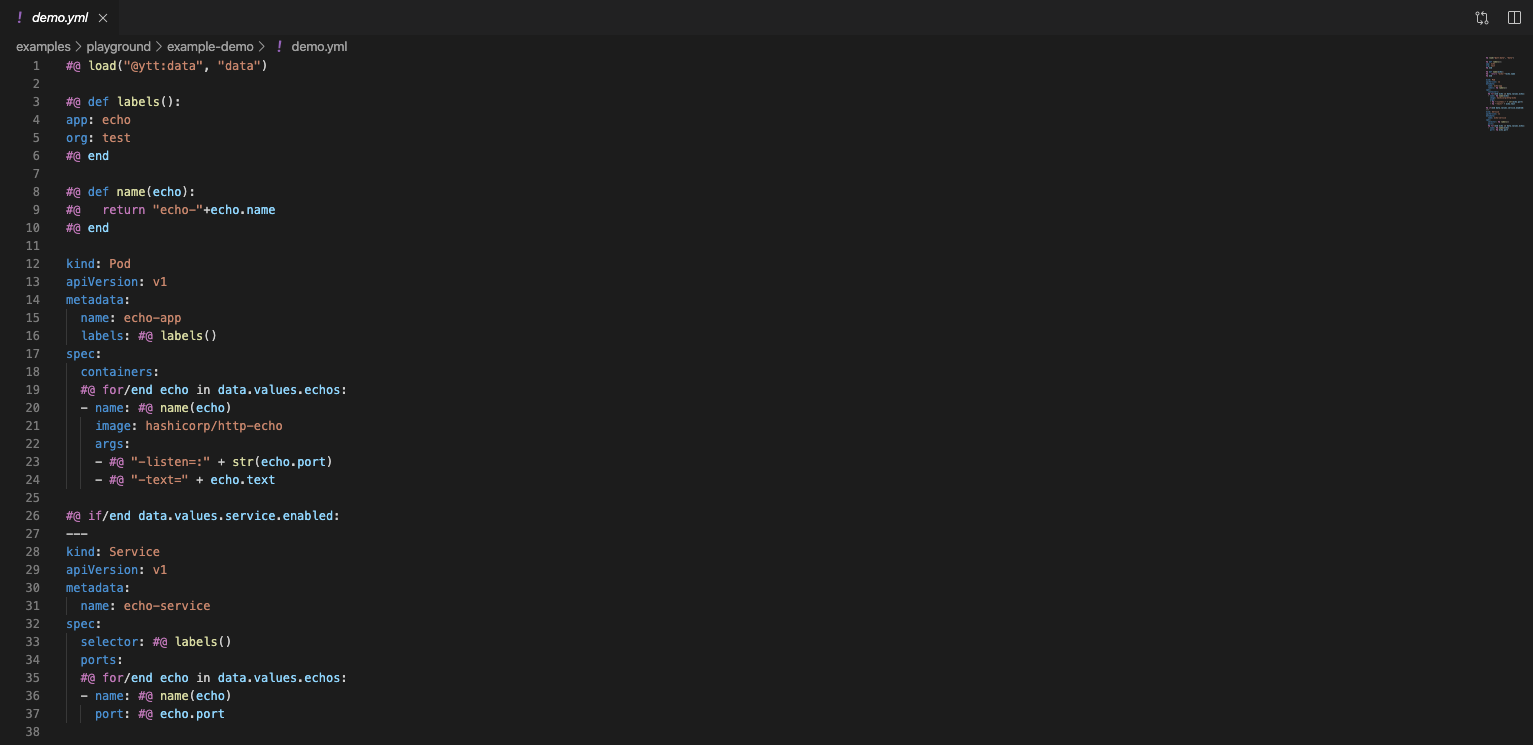 ! demo.yml ×
examples > playground > example-demo > ! demo.yml
1 #@ load("@ytt:data", "data")
2
3 #@ def labels():
4 app: echo
5 org: test
6 #@ end
7
8 #@ def name(echo):
9 #@   return "echo-"+echo.name
10 #@ end
11
12 kind: Pod
13 apiVersion: v1
14 metadata:
15   name: echo-app
16   labels: #@ labels()
17 spec:
18   containers:
19   #@ for/end echo in data.values.echos:
20   - name: #@ name(echo)
21     image: hashicorp/http-echo
22     args:
23     - #@ "-listen=:" + str(echo.port)
24     - #@ "-text=" + echo.text
25
26 #@ if/end data.values.service.enabled:
27 ---
28 kind: Service
29 apiVersion: v1
30 metadata:
31   name: echo-service
32 spec:
33   selector: #@ labels()
34   ports:
35   #@ for/end echo in data.values.echos:
36   - name: #@ name(echo)
37     port: #@ echo.port
38